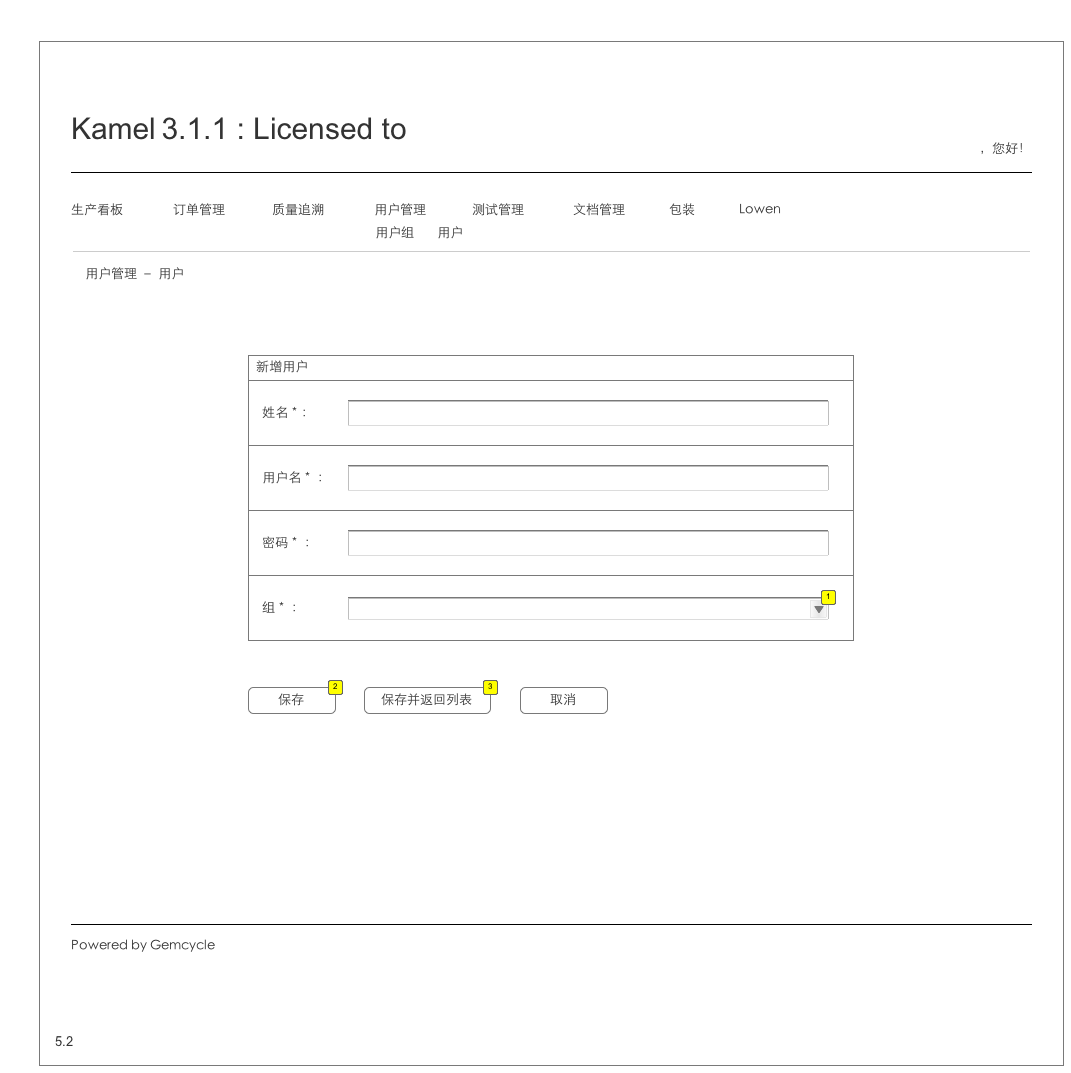 Kamel 3.1.1 : Licensed to
，您好!
生产看板 订单管理 质量追溯 用户管理 测试管理 文档管理 包装 Lowen
用户组 用户
用户管理 – 用户
新增用户
姓名 * :
用户名 * :
密码 * :
组 * :
1
保存 2 保存并返回列表 3 取消
Powered by Gemcycle
5.2